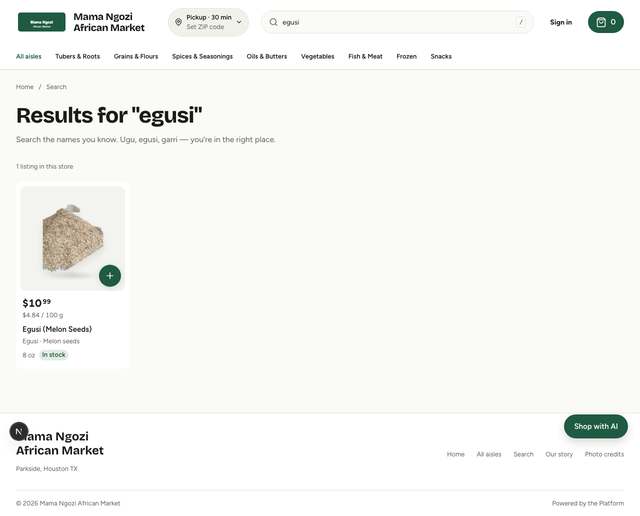 Mama Ngozi
African Market
Mama Ngozi
African Market
Pickup · 30 min
Set ZIP code
egusi
/
Sign in
0
All aisles
Tubers & Roots
Grains & Flours
Spices & Seasonings
Oils & Butters
Vegetables
Fish & Meat
Frozen
Snacks
Home / Search
Results for "egusi"
Search the names you know. Ugu, egusi, garri — you're in the right place.
1 listing in this store
$10 99
$4.84 / 100 g
Egusi (Melon Seeds)
Egusi · Melon seeds
8 oz
In stock
Shop with AI
N
Mama Ngozi
African Market
Parkside, Houston TX
Home
All aisles
Search
Our story
Photo credits
© 2026 Mama Ngozi African Market
Powered by the Platform